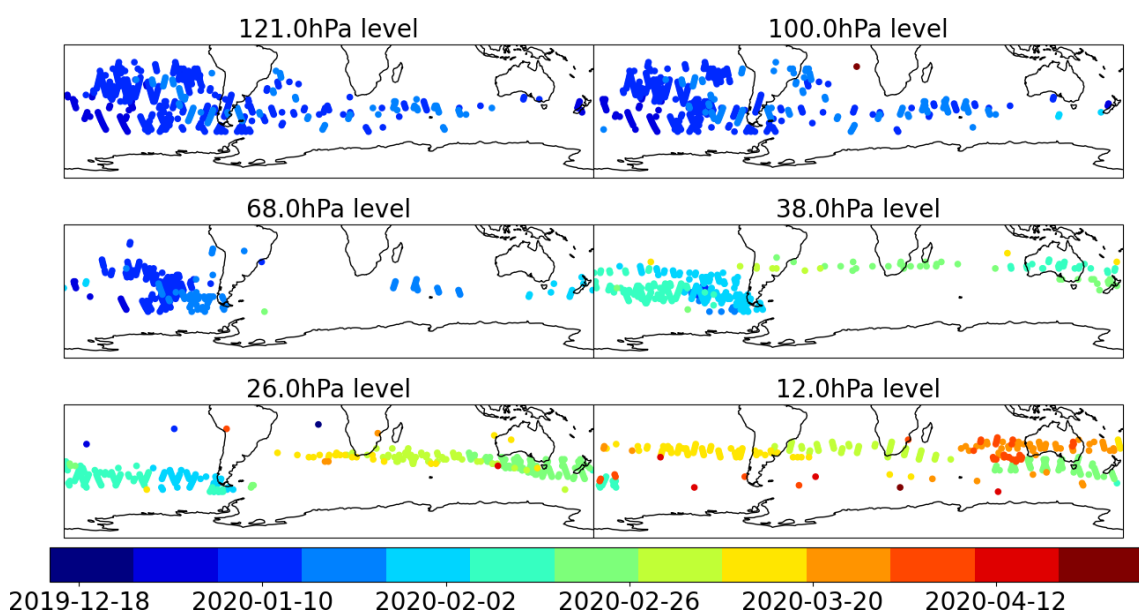 121.0hPa level
100.0hPa level
68.0hPa level
38.0hPa level
26.0hPa level
12.0hPa level
2019-12-18 2020-01-10 2020-02-02 2020-02-26 2020-03-20 2020-04-12